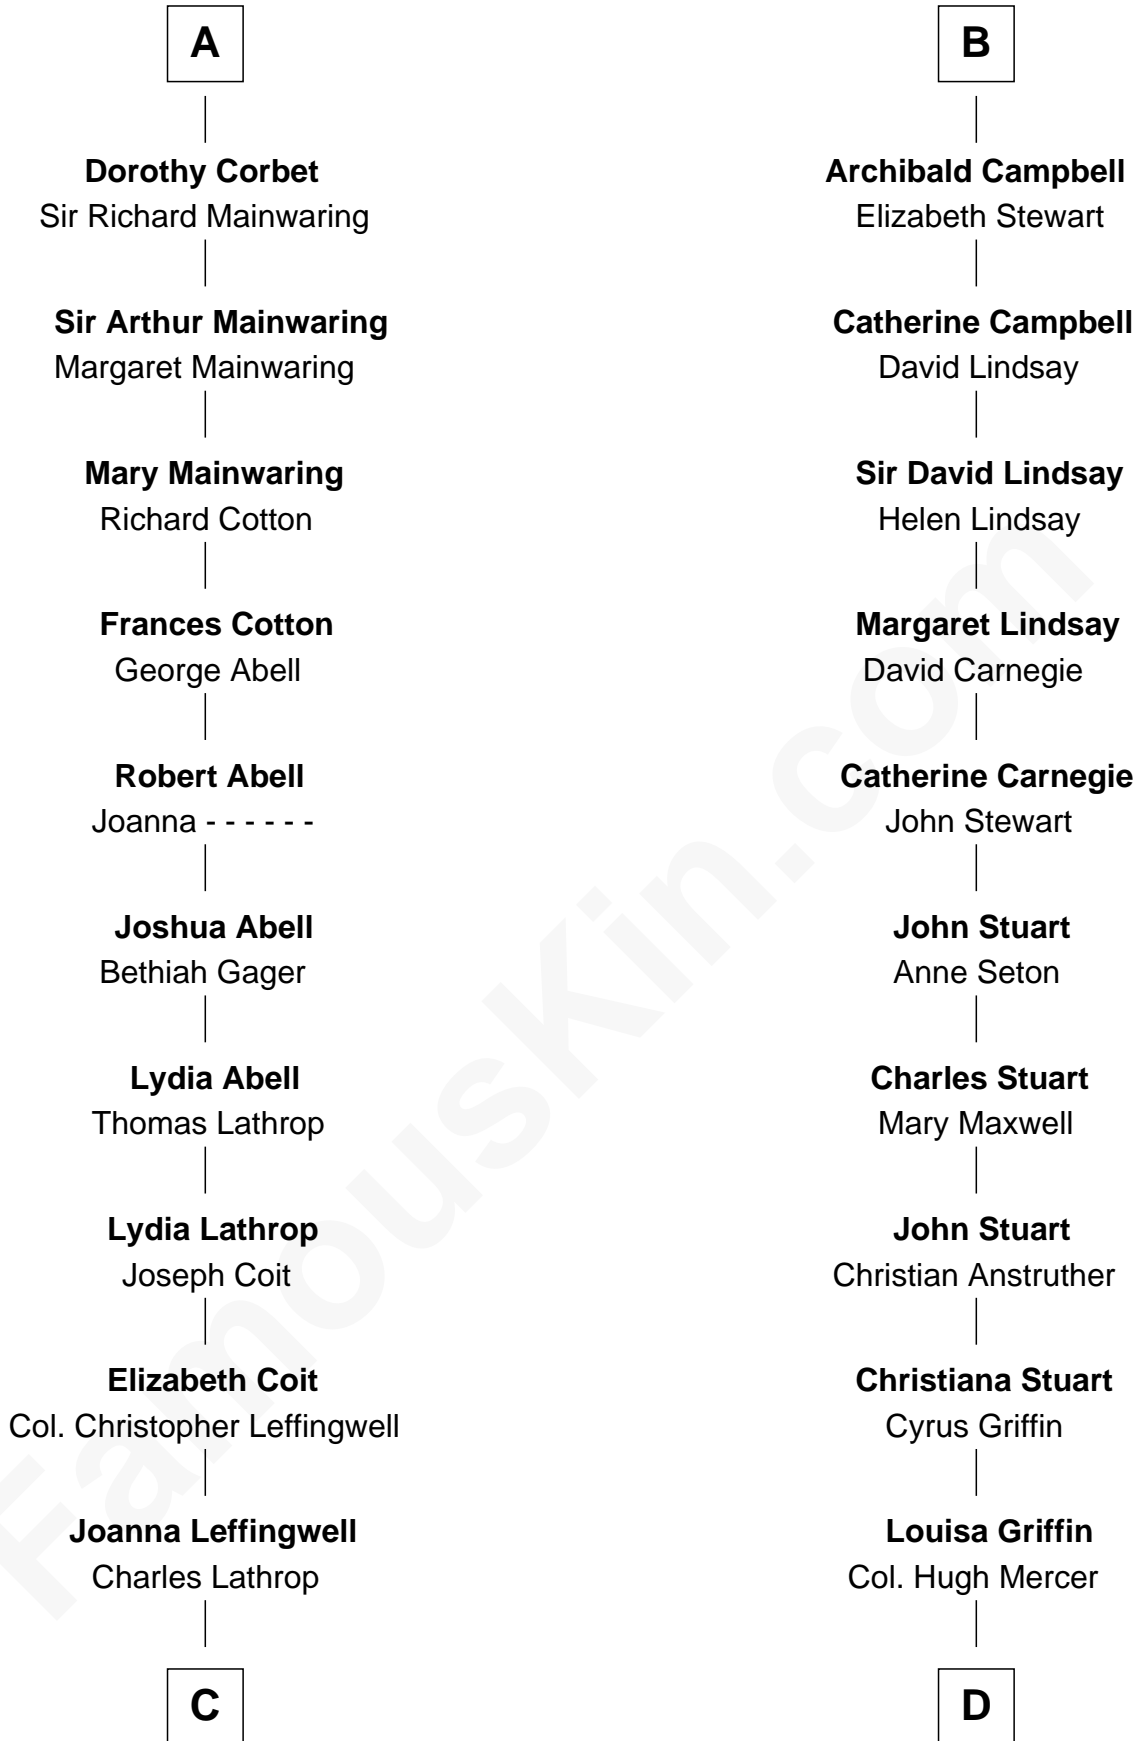 A
Dorothy Corbet
Sir Richard Mainwaring
Sir Arthur Mainwaring
Margaret Mainwaring
Mary Mainwaring
Richard Cotton
Frances Cotton
George Abell
Robert Abell
Joanna - - - - - -
Joshua Abell
Bethiah Gager
Lydia Abell
Thomas Lathrop
Lydia Lathrop
Joseph Coit
Elizabeth Coit
Col. Christopher Leffingwell
Joanna Leffingwell
Charles Lathrop
C
B
Archibald Campbell
Elizabeth Stewart
Catherine Campbell
David Lindsay
Sir David Lindsay
Helen Lindsay
Margaret Lindsay
David Carnegie
Catherine Carnegie
John Stewart
John Stuart
Anne Seton
Charles Stuart
Mary Maxwell
John Stuart
Christian Anstruther
Christiana Stuart
Cyrus Griffin
Louisa Griffin
Col. Hugh Mercer
D
FamousKin.com